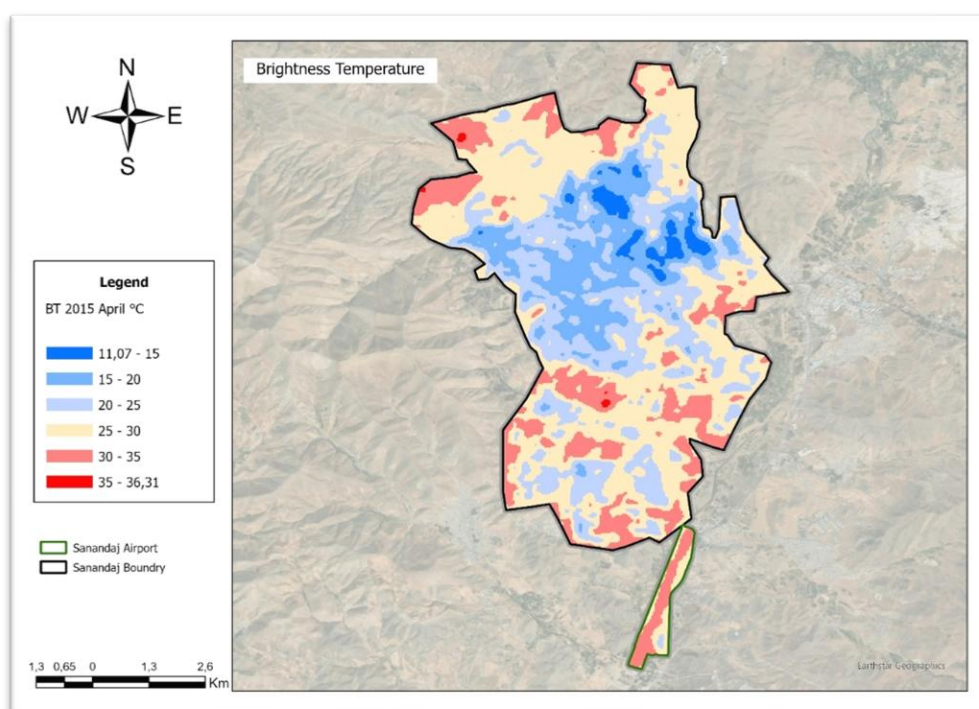 Brightness Temperature
N
W E
S
Legend
BT 2015 April °C
11,07 - 15
15 - 20
20 - 25
25 - 30
30 - 35
35 - 36,31
Sanandaj Airport
Sanandaj Boundry
1,3 0,65 0 1,3 2,6
Km
Earthstar Geographics